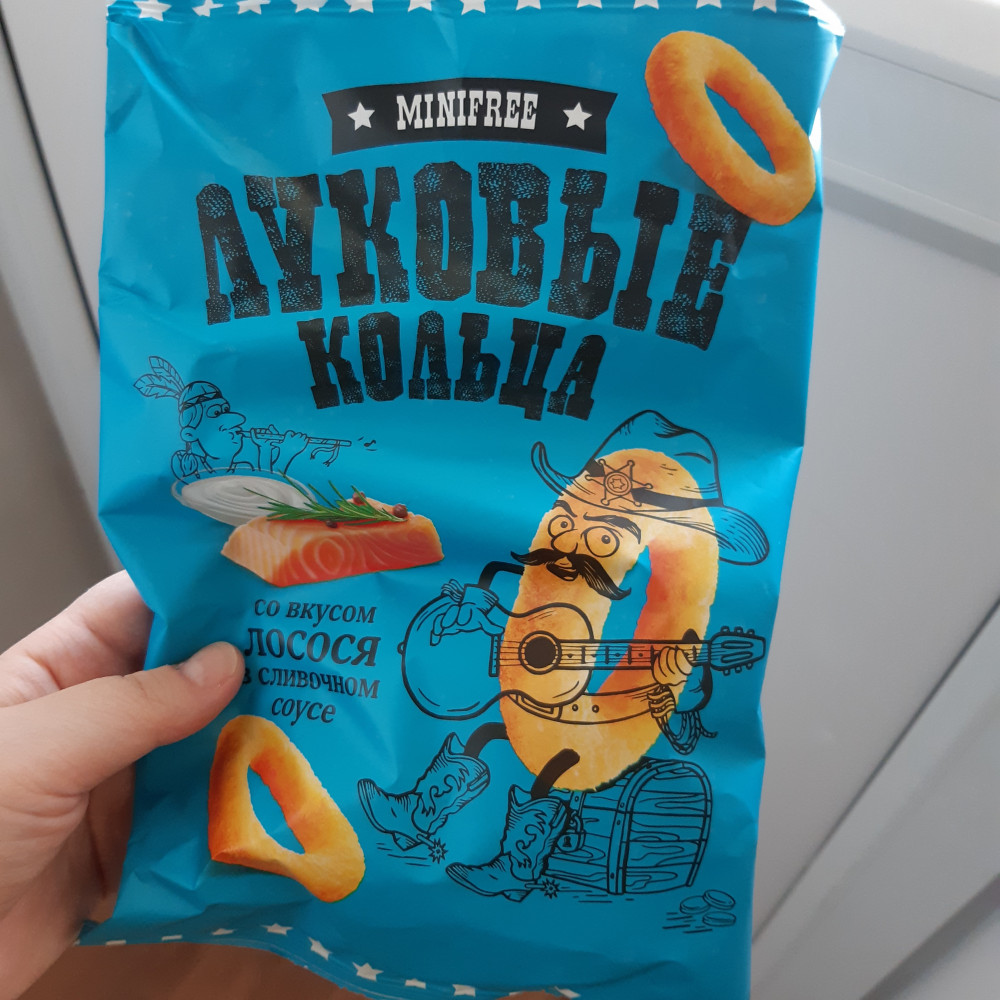 MINIFREE
ЛУКОВЫЕ
КОЛЬЦА
СО ВКУСОМ
ЛОСОСЯ
В СЛИВОЧНОМ
СОУСЕ